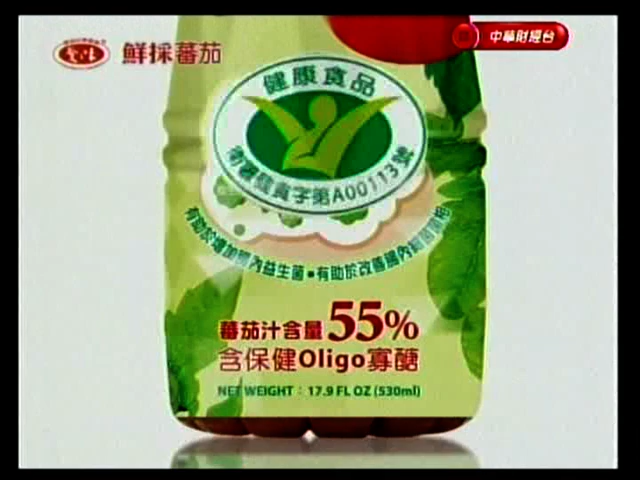 愛之味
鮮採蕃茄
中華財經台
健康食品
衛署健食字第A00113號
有助於增加腸內益生菌•有助於改善腸內細菌菌相
蕃茄汁含量55%
含保健Oligo寡醣
NET WEIGHT：17.9 FL OZ (530ml)